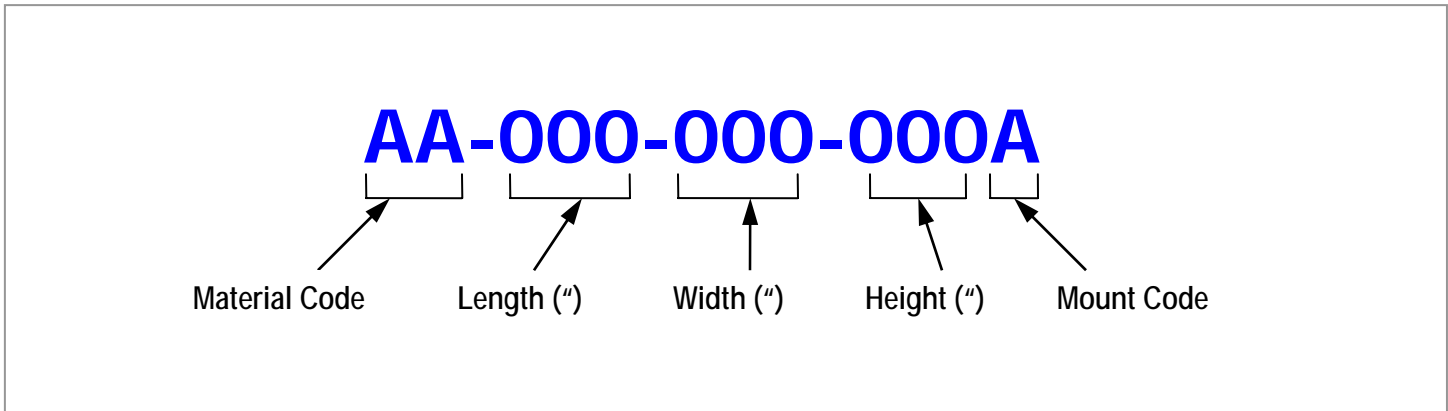 AA-000-000-000A
Material Code Length (“) Width (“) Height (“) Mount Code